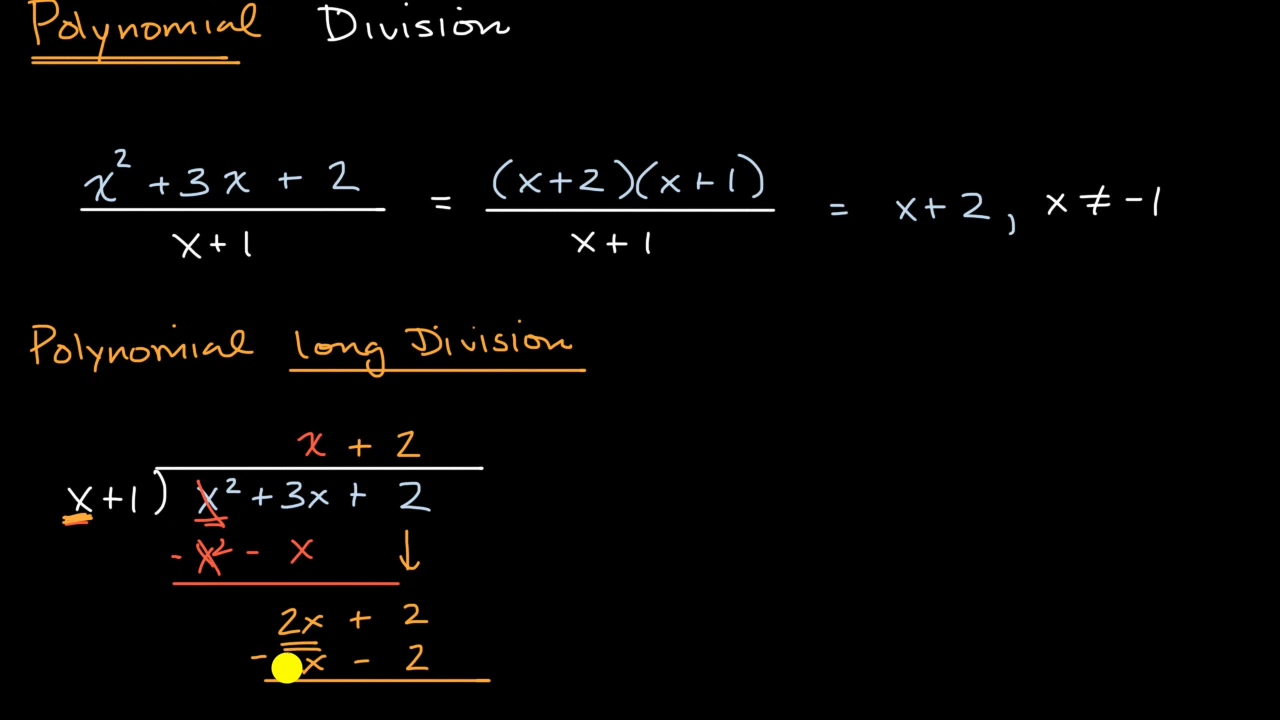 Polynomial Division
x² + 3x + 2 / x + 1 = (x + 2)(x + 1) / x + 1 = x + 2, x ≠ -1
Polynomial long Division
x + 2
x + 1 ) x² + 3x + 2
- x² - x ↓
2x + 2
- x - 2